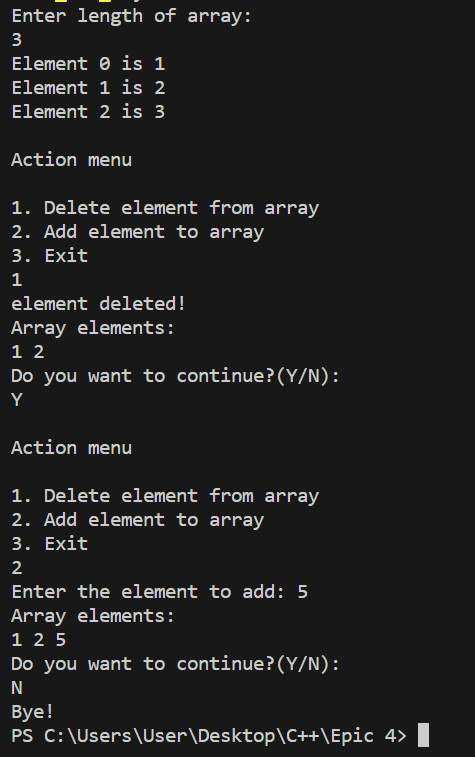 Enter length of array:
3
Element 0 is 1
Element 1 is 2
Element 2 is 3
Action menu
1. Delete element from array
2. Add element to array
3. Exit
1
element deleted!
Array elements:
1 2
Do you want to continue?(Y/N):
Y
Action menu
1. Delete element from array
2. Add element to array
3. Exit
2
Enter the element to add: 5
Array elements:
1 2 5
Do you want to continue?(Y/N):
N
Bye!
PS C:\Users\User\Desktop\C++\Epic 4>